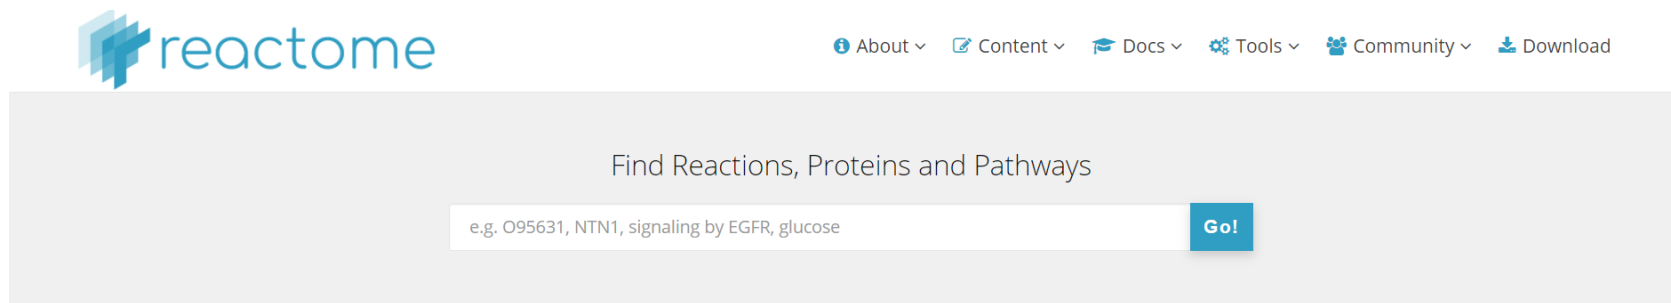 reactome
About Content Docs Tools Community Download
Find Reactions, Proteins and Pathways
e.g. O95631, NTN1, signaling by EGFR, glucose Go!